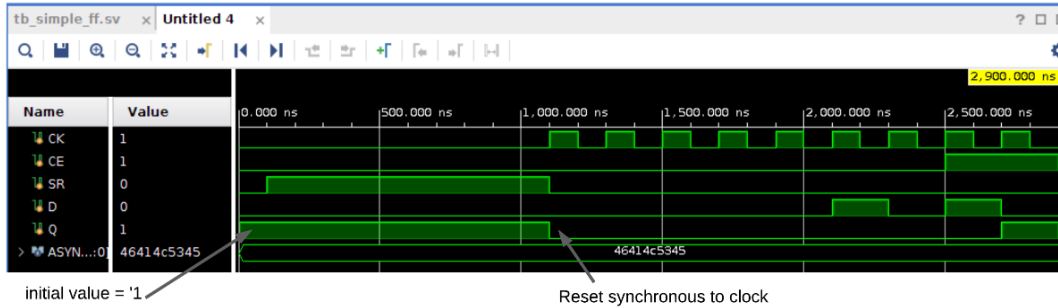 tb_simple_ff.sv × Untitled 4 ×
2,900.000 ns
Name Value 0.000 ns 500.000 ns 1,000.000 ns 1,500.000 ns 2,000.000 ns 2,500.000 ns
CK 1
CE 1
SR 0
D 0
Q 1
ASYN...:0] 46414c5345 46414c5345
initial value = '1 Reset synchronous to clock